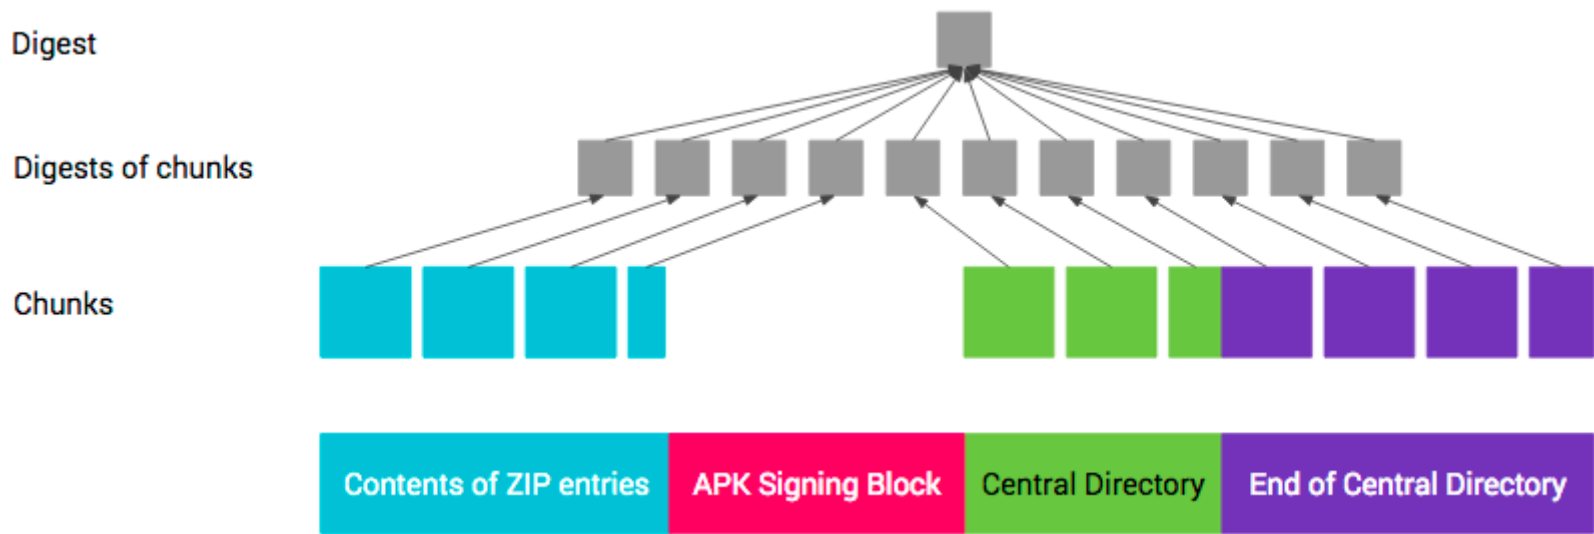 Digest
Digests of chunks
Chunks
Contents of ZIP entries
APK Signing Block
Central Directory
End of Central Directory